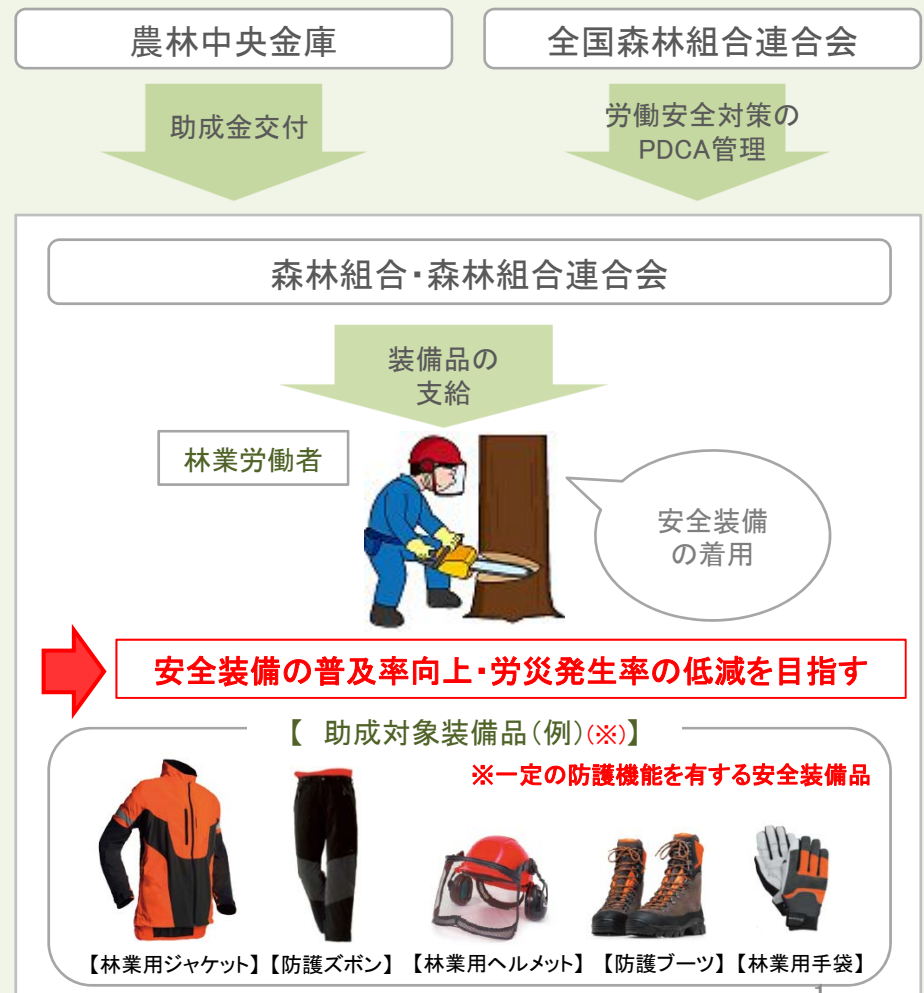 農林中央金庫
全国森林組合連合会
助成金交付
労働安全対策の
PDCA管理
森林組合・森林組合連合会
装備品の
支給
林業労働者
安全装備
の着用
安全装備の普及率向上・労災発生率の低減を目指す
【 助成対象装備品(例)(※)】
※一定の防護機能を有する安全装備品
【林業用ジャケット】【防護ズボン】 【林業用ヘルメット】 【防護ブーツ】【林業用手袋】
1